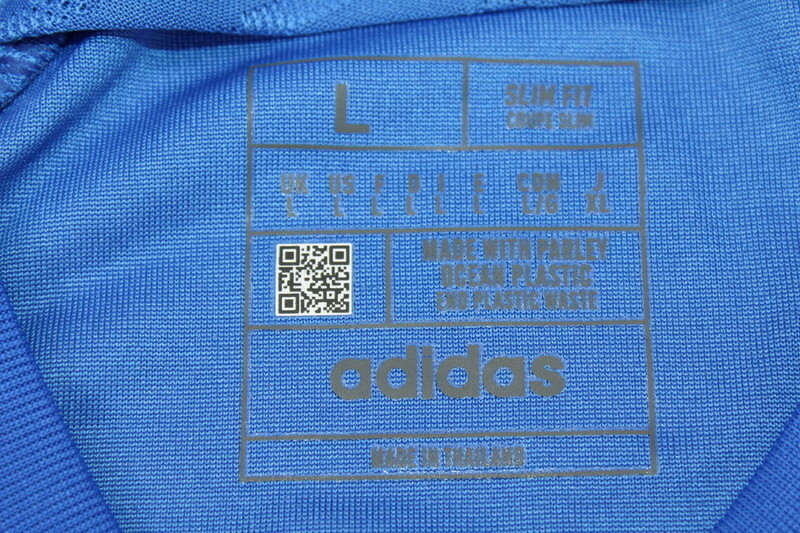 L
SLIM FIT
COUPE SLIM
UK US F D I E CDN J
L L L L L L L/G XL
MADE WITH PARLEY
OCEAN PLASTIC
END PLASTIC WASTE
adidas
MADE IN THAILAND